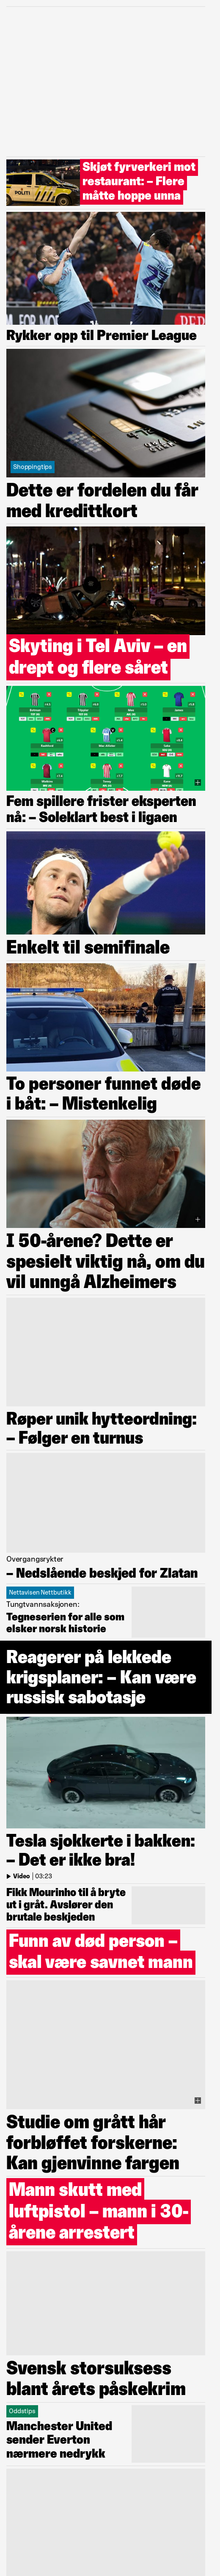 Skjøt fyrverkeri mot
restaurant: – Flere
måtte hoppe unna
POLITI
Rykker opp til Premier League
Shoppingtips
Dette er fordelen du får
med kredittkort
Skyting i Tel Aviv – en
drept og flere såret
Fem spillere frister eksperten
nå: – Soleklart best i ligaen
Enkelt til semifinale
To personer funnet døde
i båt: – Mistenkelig
I 50-årene? Dette er
spesielt viktig nå, om du
vil unngå Alzheimers
Røper unik hytteordning:
– Følger en turnus
Overgangsrykter
– Nedslående beskjed for Zlatan
Nettavisen Nettbutikk
Tungtvannsaksjonen:
Tegneserien for alle som
elsker norsk historie
Reagerer på lekkede
krigsplaner: – Kan være
russisk sabotasje
Tesla sjokkerte i bakken:
– Det er ikke bra!
Video | 03:23
Fikk Mourinho til å bryte
ut i gråt. Avslører den
brutale beskjeden
Funn av død person –
skal være savnet mann
Studie om grått hår
forbløffet forskerne:
Kan gjenvinne fargen
Mann skutt med
luftpistol – mann i 30-
årene arrestert
Svensk storsuksess
blant årets påskekrim
Oddstips
Manchester United
sender Everton
nærmere nedrykk